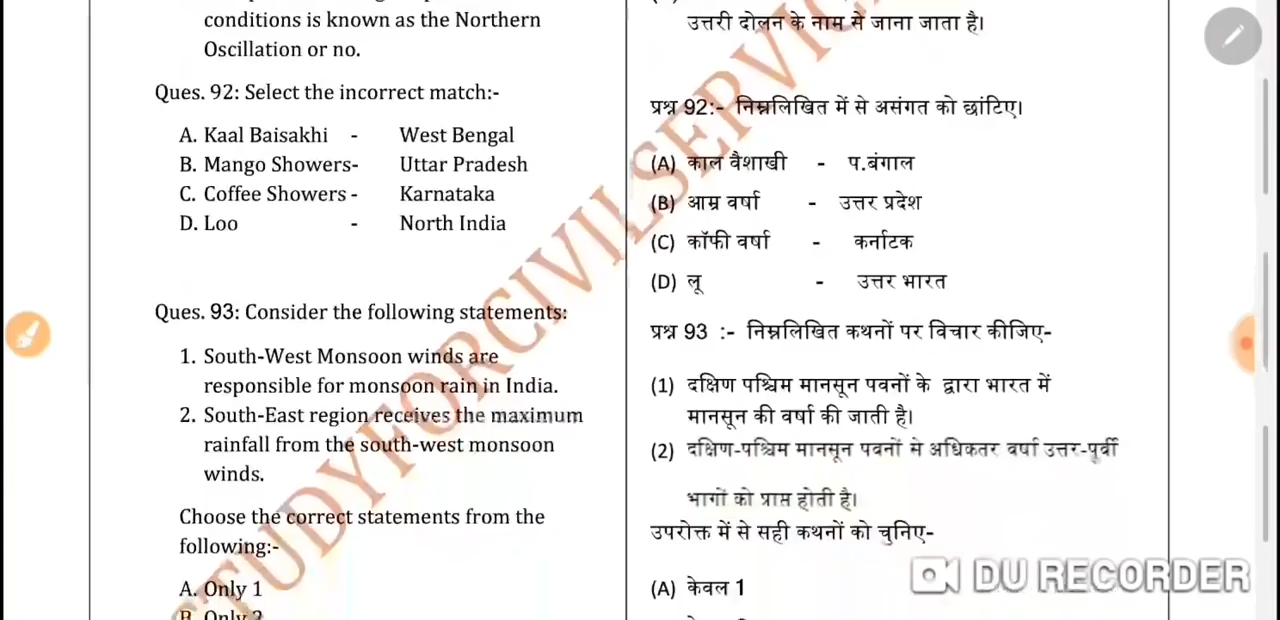 conditions is known as the Northern
Oscillation or no.
Ques. 92: Select the incorrect match:-
A. Kaal Baisakhi - West Bengal
B. Mango Showers- Uttar Pradesh
C. Coffee Showers - Karnataka
D. Loo - North India
Ques. 93: Consider the following statements:
1. South-West Monsoon winds are
responsible for monsoon rain in India.
2. South-East region receives the maximum
rainfall from the south-west monsoon
winds.
Choose the correct statements from the
following:-
A. Only 1
B. Only 2
उत्तरी दोलन के नाम से जाना जाता है।
प्रश्न 92:- निम्नलिखित में से असंगत को छांटिए।
(A) काल वैशाखी - प.बंगाल
(B) आम्र वर्षा - उत्तर प्रदेश
(C) कॉफी वर्षा - कर्नाटक
(D) लू - उत्तर भारत
प्रश्न 93 :- निम्नलिखित कथनों पर विचार कीजिए-
(1) दक्षिण पश्चिम मानसून पवनों के द्वारा भारत में
मानसून की वर्षा की जाती है।
(2) दक्षिण-पश्चिम मानसून पवनों से अधिकतर वर्षा उत्तर-पूर्वी
भागों को प्राप्त होती है।
उपरोक्त में से सही कथनों को चुनिए-
(A) केवल 1
STUDYFORCIVILSERVIC
DU RECORDER